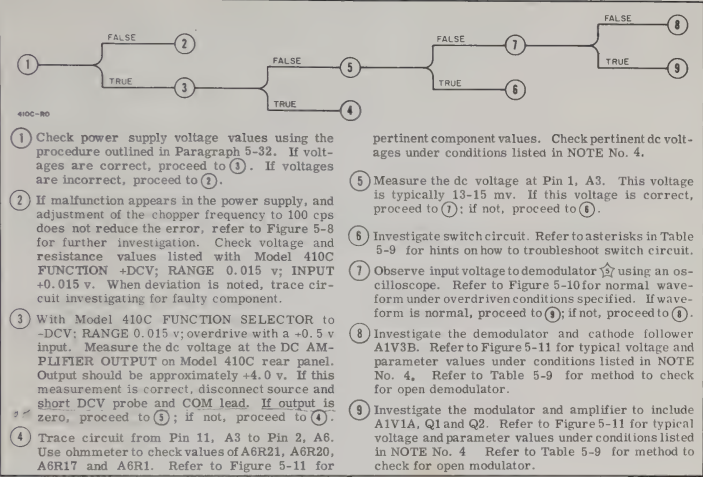 FALSE
2
1
TRUE
3
FALSE
5
TRUE
4
FALSE
7
TRUE
6
FALSE
8
TRUE
9
410C-RO
1 Check power supply voltage values using the
procedure outlined in Paragraph 5-32. If volt-
ages are correct, proceed to 3. If voltages
are incorrect, proceed to 2.
2 If malfunction appears in the power supply, and
adjustment of the chopper frequency to 100 cps
does not reduce the error, refer to Figure 5-8
for further investigation. Check voltage and
resistance values listed with Model 410C
FUNCTION +DCV; RANGE 0.015 v; INPUT
+0.015 v. When deviation is noted, trace cir-
cuit investigating for faulty component.
3 With Model 410C FUNCTION SELECTOR to
-DCV; RANGE 0.015 v; overdrive with a +0.5 v
input. Measure the dc voltage at the DC AM-
PLIFIER OUTPUT on Model 410C rear panel.
Output should be approximately +4.0 v. If this
measurement is correct, disconnect source and
short DCV probe and COM lead. If output is
zero, proceed to 5; if not, proceed to 4.
4 Trace circuit from Pin 11, A3 to Pin 2, A6.
Use ohmmeter to check values of A6R21, A6R20,
A6R17 and A6R1. Refer to Figure 5-11 for
pertinent component values. Check pertinent dc volt-
ages under conditions listed in NOTE No. 4.
5 Measure the dc voltage at Pin 1, A3. This voltage
is typically 13-15 mv. If this voltage is correct,
proceed to 7; if not, proceed to 6.
6 Investigate switch circuit. Refer to asterisks in Table
5-9 for hints on how to troubleshoot switch circuit.
7 Observe input voltage to demodulator using an os-
cilloscope. Refer to Figure 5-10 for normal wave-
form under overdriven conditions specified. If wave-
form is normal, proceed to 9; if not, proceed to 8.
8 Investigate the demodulator and cathode follower
A1V3B. Refer to Figure 5-11 for typical voltage and
parameter values under conditions listed in NOTE
No. 4. Refer to Table 5-9 for method to check
for open demodulator.
9 Investigate the modulator and amplifier to include
A1V1A, Q1 and Q2. Refer to Figure 5-11 for typical
voltage and parameter values under conditions listed
in NOTE No. 4 Refer to Table 5-9 for method to
check for open modulator.